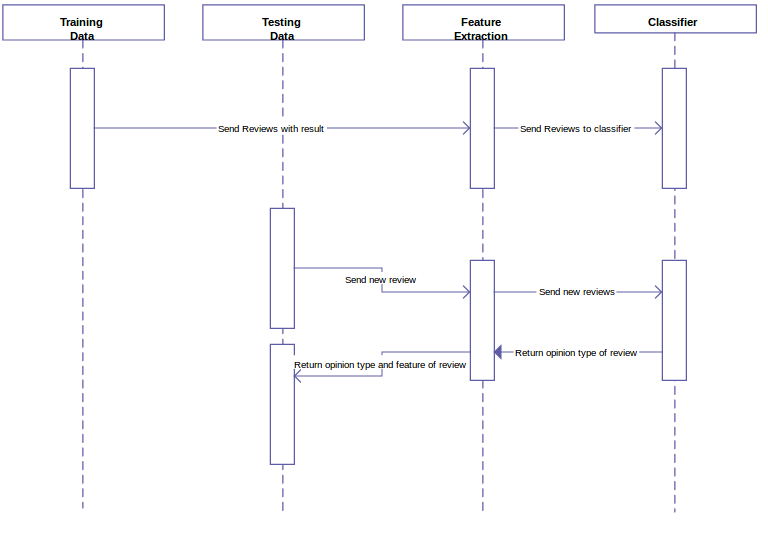 Training
Data
Testing
Data
Feature
Extraction
Classifier
Send Reviews with result
Send Reviews to classifier
Send new review
Send new reviews
Return opinion type of review
Return opinion type and feature of review